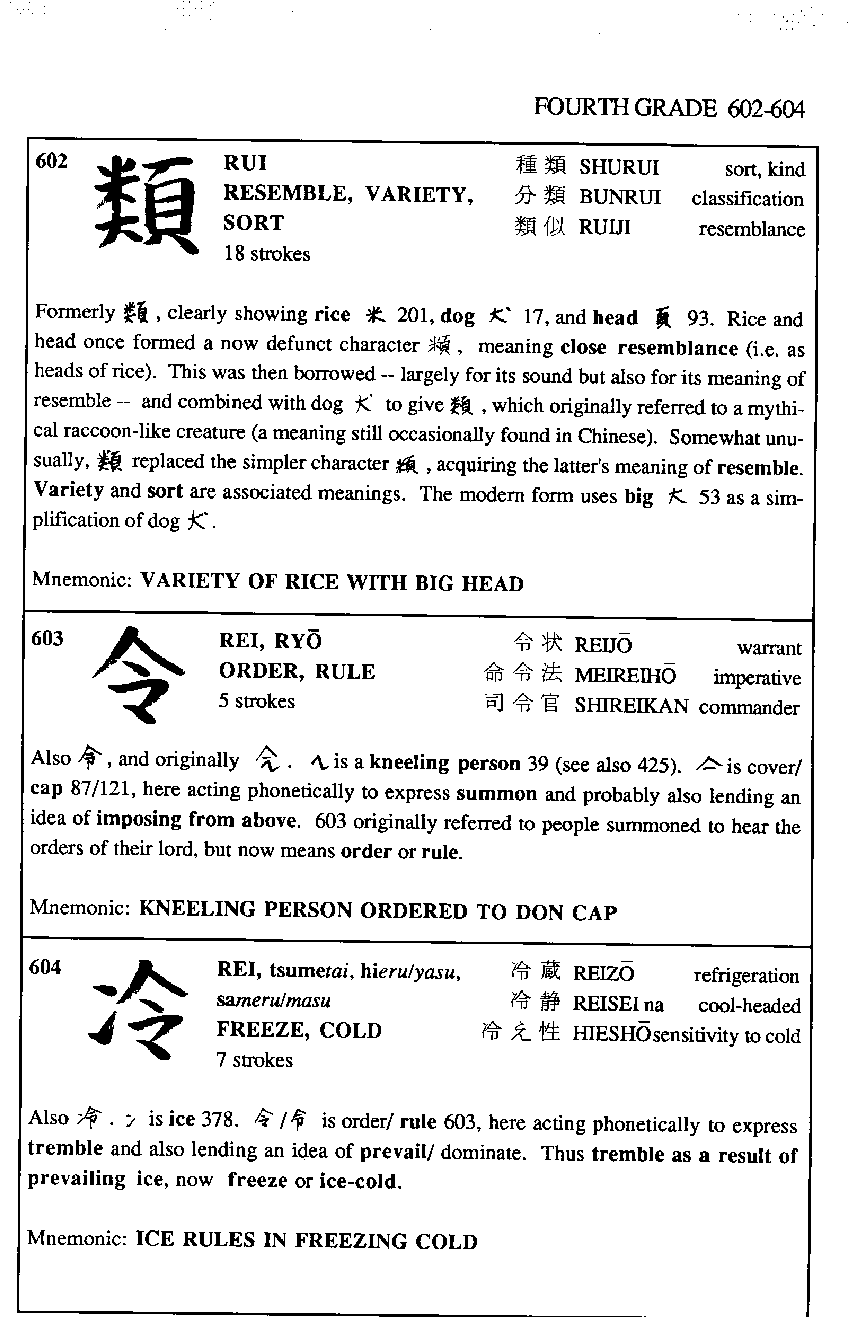 FOURTH GRADE 602-604
602 類 RUI 種類 SHURUI sort, kind
RESEMBLE, VARIETY, 分類 BUNRUI classification
SORT 類似 RUIJI resemblance
18 strokes
Formerly 類, clearly showing rice 米 201, dog 犬 17, and head 頁 93. Rice and
head once formed a now defunct character 頪, meaning close resemblance (i.e. as
heads of rice). This was then borrowed -- largely for its sound but also for its meaning of
resemble -- and combined with dog 犬 to give 類, which originally referred to a mythi-
cal raccoon-like creature (a meaning still occasionally found in Chinese). Somewhat unu-
sually, 類 replaced the simpler character 頪, acquiring the latter's meaning of resemble.
Variety and sort are associated meanings. The modern form uses big 大 53 as a sim-
plification of dog 犬.
Mnemonic: VARIETY OF RICE WITH BIG HEAD
603 令 REI, RYŌ 令状 REIJŌ warrant
ORDER, RULE 命令法 MEIREIHŌ imperative
5 strokes 司令官 SHIREIKAN commander
Also 令, and originally . is a kneeling person 39 (see also 425). 亼 is cover/
cap 87/121, here acting phonetically to express summon and probably also lending an
idea of imposing from above. 603 originally referred to people summoned to hear the
orders of their lord, but now means order or rule.
Mnemonic: KNEELING PERSON ORDERED TO DON CAP
604 冷 REI, tsumetai, hieru/yasu, 冷蔵 REIZŌ refrigeration
sameru/masu 冷静 REISEI na cool-headed
FREEZE, COLD 冷え性 HIESHŌ sensitivity to cold
7 strokes
Also 冷. 冫 is ice 378. 令/令 is order/ rule 603, here acting phonetically to express
tremble and also lending an idea of prevail/ dominate. Thus tremble as a result of
prevailing ice, now freeze or ice-cold.
Mnemonic: ICE RULES IN FREEZING COLD